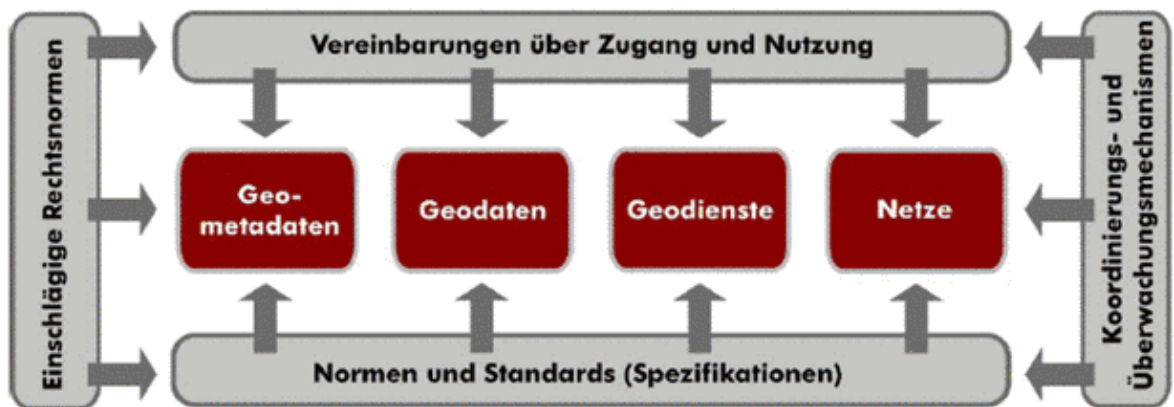 Einschlägige Rechtsnormen
Vereinbarungen über Zugang und Nutzung
Geo-
metadaten
Geodaten
Geodienste
Netze
Normen und Standards (Spezifikationen)
Koordinierungs- und
Überwachungsmechanismen